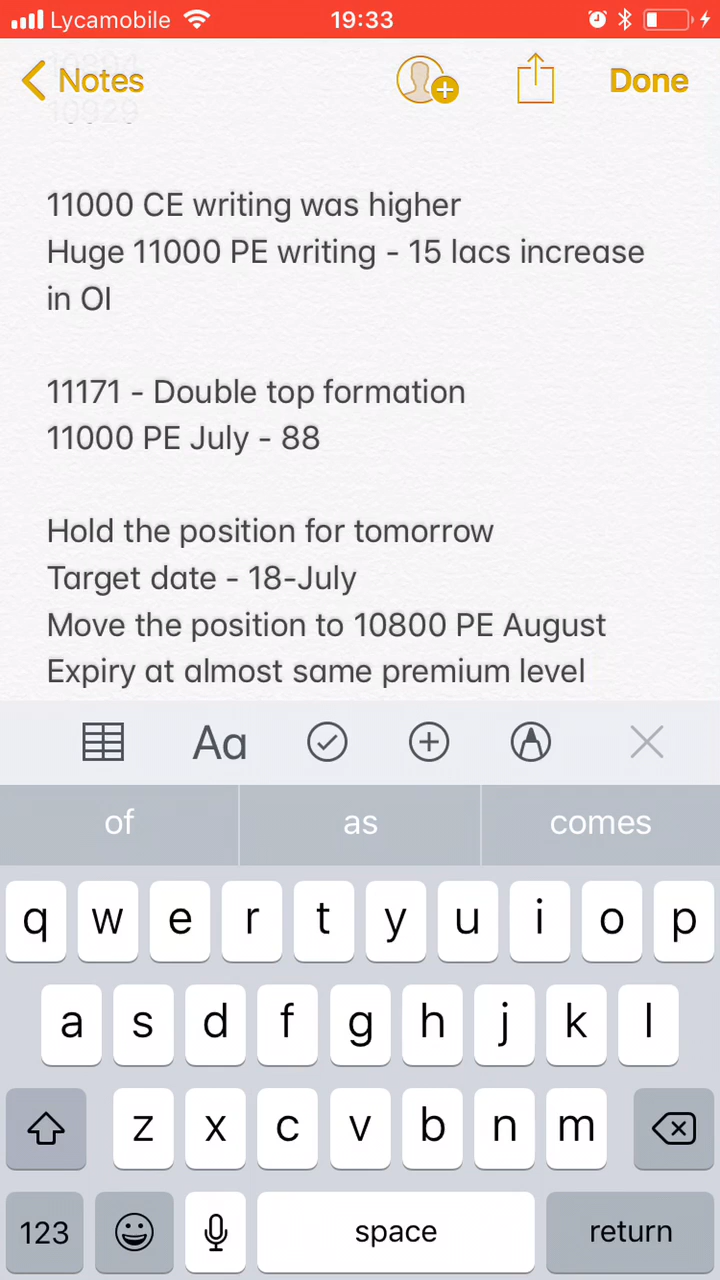 Lycamobile 19:33
Notes Done
10894
10929
11000 CE writing was higher
Huge 11000 PE writing - 15 lacs increase
in OI
11171 - Double top formation
11000 PE July - 88
Hold the position for tomorrow
Target date - 18-July
Move the position to 10800 PE August
Expiry at almost same premium level
Aa
of as comes
q w e r t y u i o p
a s d f g h j k l
z x c v b n m
123 space return